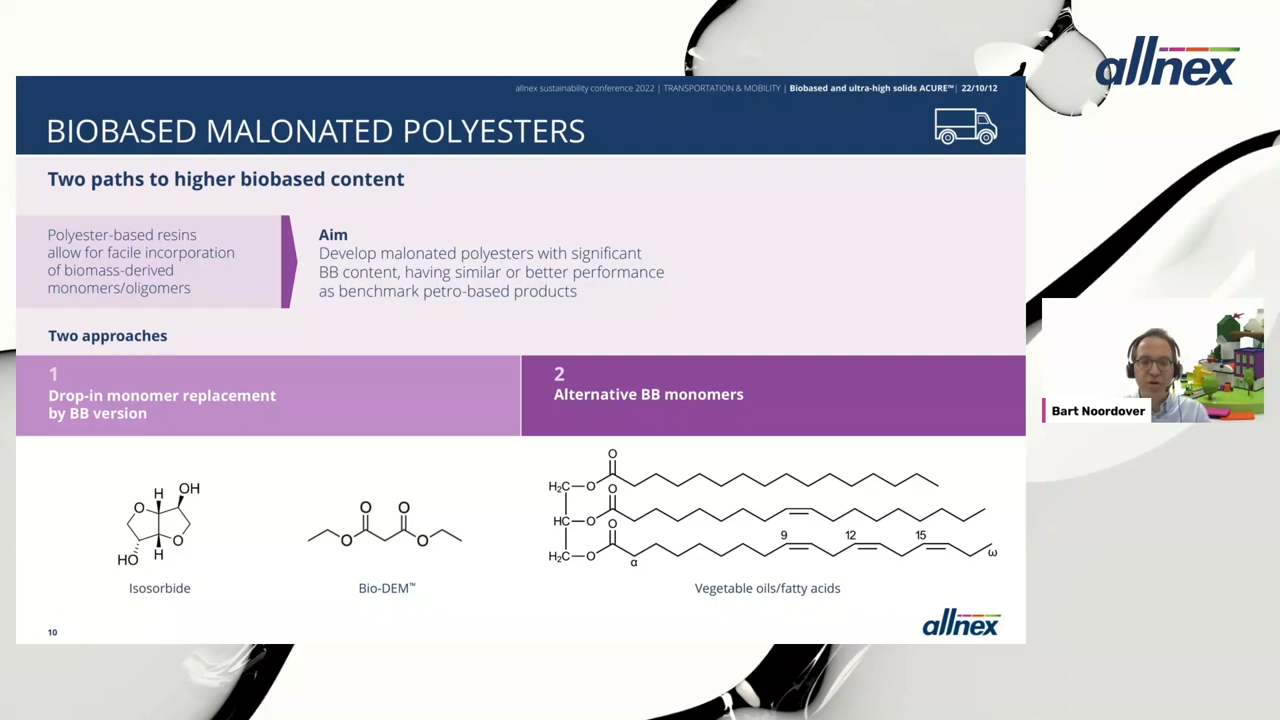 allnex
allnex sustainability conference 2022 | TRANSPORTATION & MOBILITY | Biobased and ultra-high solids ACURE™| 22/10/12
BIOBASED MALONATED POLYESTERS
Two paths to higher biobased content
Polyester-based resins
allow for facile incorporation
of biomass-derived
monomers/oligomers
Aim
Develop malonated polyesters with significant
BB content, having similar or better performance
as benchmark petro-based products
Two approaches
1
Drop-in monomer replacement
by BB version
2
Alternative BB monomers
H
OH
O
O
HO
H
Isosorbide
O O
O O
Bio-DEM™
O
H₂C—O
O
HC—O
O
9 12 15
H₂C—O
α
ω
Vegetable oils/fatty acids
10
allnex
Bart Noordover